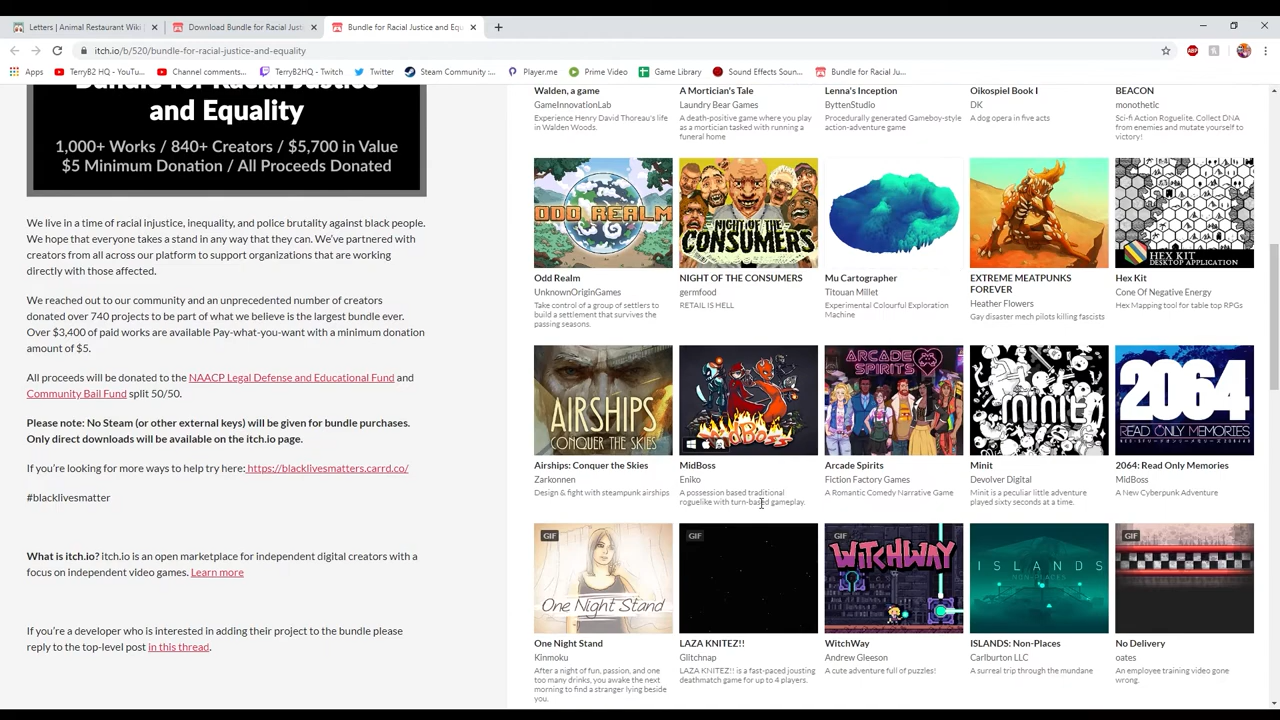 Letters | Animal Restaurant Wiki
Download Bundle for Racial Just
Bundle for Racial Justice and Equ
itch.io/b/520/bundle-for-racial-justice-and-equality
Apps
TerryB2 HQ - YouTu...
Channel comments...
TerryB2HQ - Twitch
Twitter
Steam Community :...
Player.me
Prime Video
Game Library
Sound Effects Soun...
Bundle for Racial Ju...
Bundle for Racial Justice
and Equality
1,000+ Works / 840+ Creators / $5,700 in Value
$5 Minimum Donation / All Proceeds Donated
We live in a time of racial injustice, inequality, and police brutality against black people.
We hope that everyone takes a stand in any way that they can. We've partnered with
creators from all across our platform to support organizations that are working
directly with those affected.
We reached out to our community and an unprecedented number of creators
donated over 740 projects to be part of what we believe is the largest bundle ever.
Over $3,400 of paid works are available Pay-what-you-want with a minimum donation
amount of $5.
All proceeds will be donated to the NAACP Legal Defense and Educational Fund and
Community Bail Fund split 50/50.
Please note: No Steam (or other external keys) will be given for bundle purchases.
Only direct downloads will be available on the itch.io page.
If you're looking for more ways to help try here: https://blacklivesmatters.carrd.co/
#blacklivesmatter
What is itch.io? itch.io is an open marketplace for independent digital creators with a
focus on independent video games. Learn more
If you're a developer who is interested in adding their project to the bundle please
reply to the top-level post in this thread.
Walden, a game
GameInnovationLab
Experience Henry David Thoreau's life
in Walden Woods.
A Mortician's Tale
Laundry Bear Games
A death-positive game where you play
as a mortician tasked with running a
funeral home
Lenna's Inception
ByttenStudio
Procedurally generated Gameboy-style
action-adventure game
Oikospiel Book I
DK
A dog opera in five acts
BEACON
monothetic
Sci-fi Action Roguelite. Collect DNA
from enemies and mutate yourself to
victory!
ODD REALM
Odd Realm
UnknownOriginGames
Take control of a group of settlers to
build a settlement that survives the
passing seasons.
NIGHT OF THE
CONSUMERS
NIGHT OF THE CONSUMERS
germfood
RETAIL IS HELL
Mu Cartographer
Titouan Millet
Experimental Colourful Exploration
Machine
EXTREME MEATPUNKS
FOREVER
Heather Flowers
Gay disaster mech pilots killing fascists
HEX KIT
DESKTOP APPLICATION
Hex Kit
Cone Of Negative Energy
Hex Mapping tool for table top RPGs.
AIRSHIPS
CONQUER THE SKIES
Airships: Conquer the Skies
Zarkonnen
Design & fight with steampunk airships
MidBoss
MidBoss
Eniko
A possession based traditional
roguelike with turn-based gameplay.
ARCADE
SPIRITS
Arcade Spirits
Fiction Factory Games
A Romantic Comedy Narrative Game
minit
Minit
Devolver Digital
Minit is a peculiar little adventure
played sixty seconds at a time.
2064
READ ONLY MEMORIES
2064: Read Only Memories
MidBoss
A New Cyberpunk Adventure
GIF
One Night Stand
One Night Stand
Kinmoku
After a night of fun, passion, and one
too many drinks, you awake the next
morning to find a stranger lying beside
you.
GIF
LAZA KNITEZ!!
Glitchnap
LAZA KNITEZ!! is a fast-paced jousting
deathmatch game for up to 4 players.
GIF
WITCHWAY
WitchWay
Andrew Gleeson
A cute adventure full of puzzles!
ISLANDS
NON-PLACES
ISLANDS: Non-Places
Carlburton LLC
A surreal trip through the mundane
GIF
No Delivery
oates
An employee training video gone
wrong.